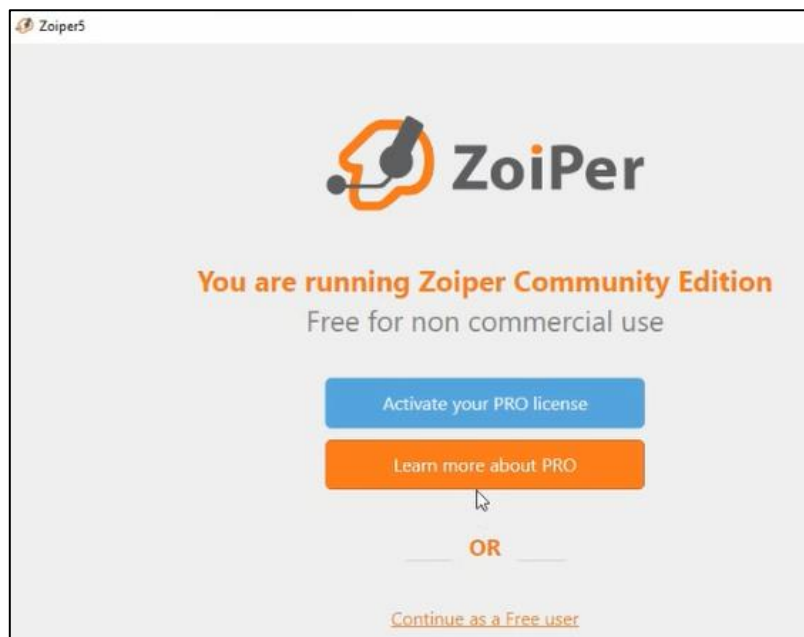 Zoiper5
ZoiPer
You are running Zoiper Community Edition
Free for non commercial use
Activate your PRO license
Learn more about PRO
OR
Continue as a Free user